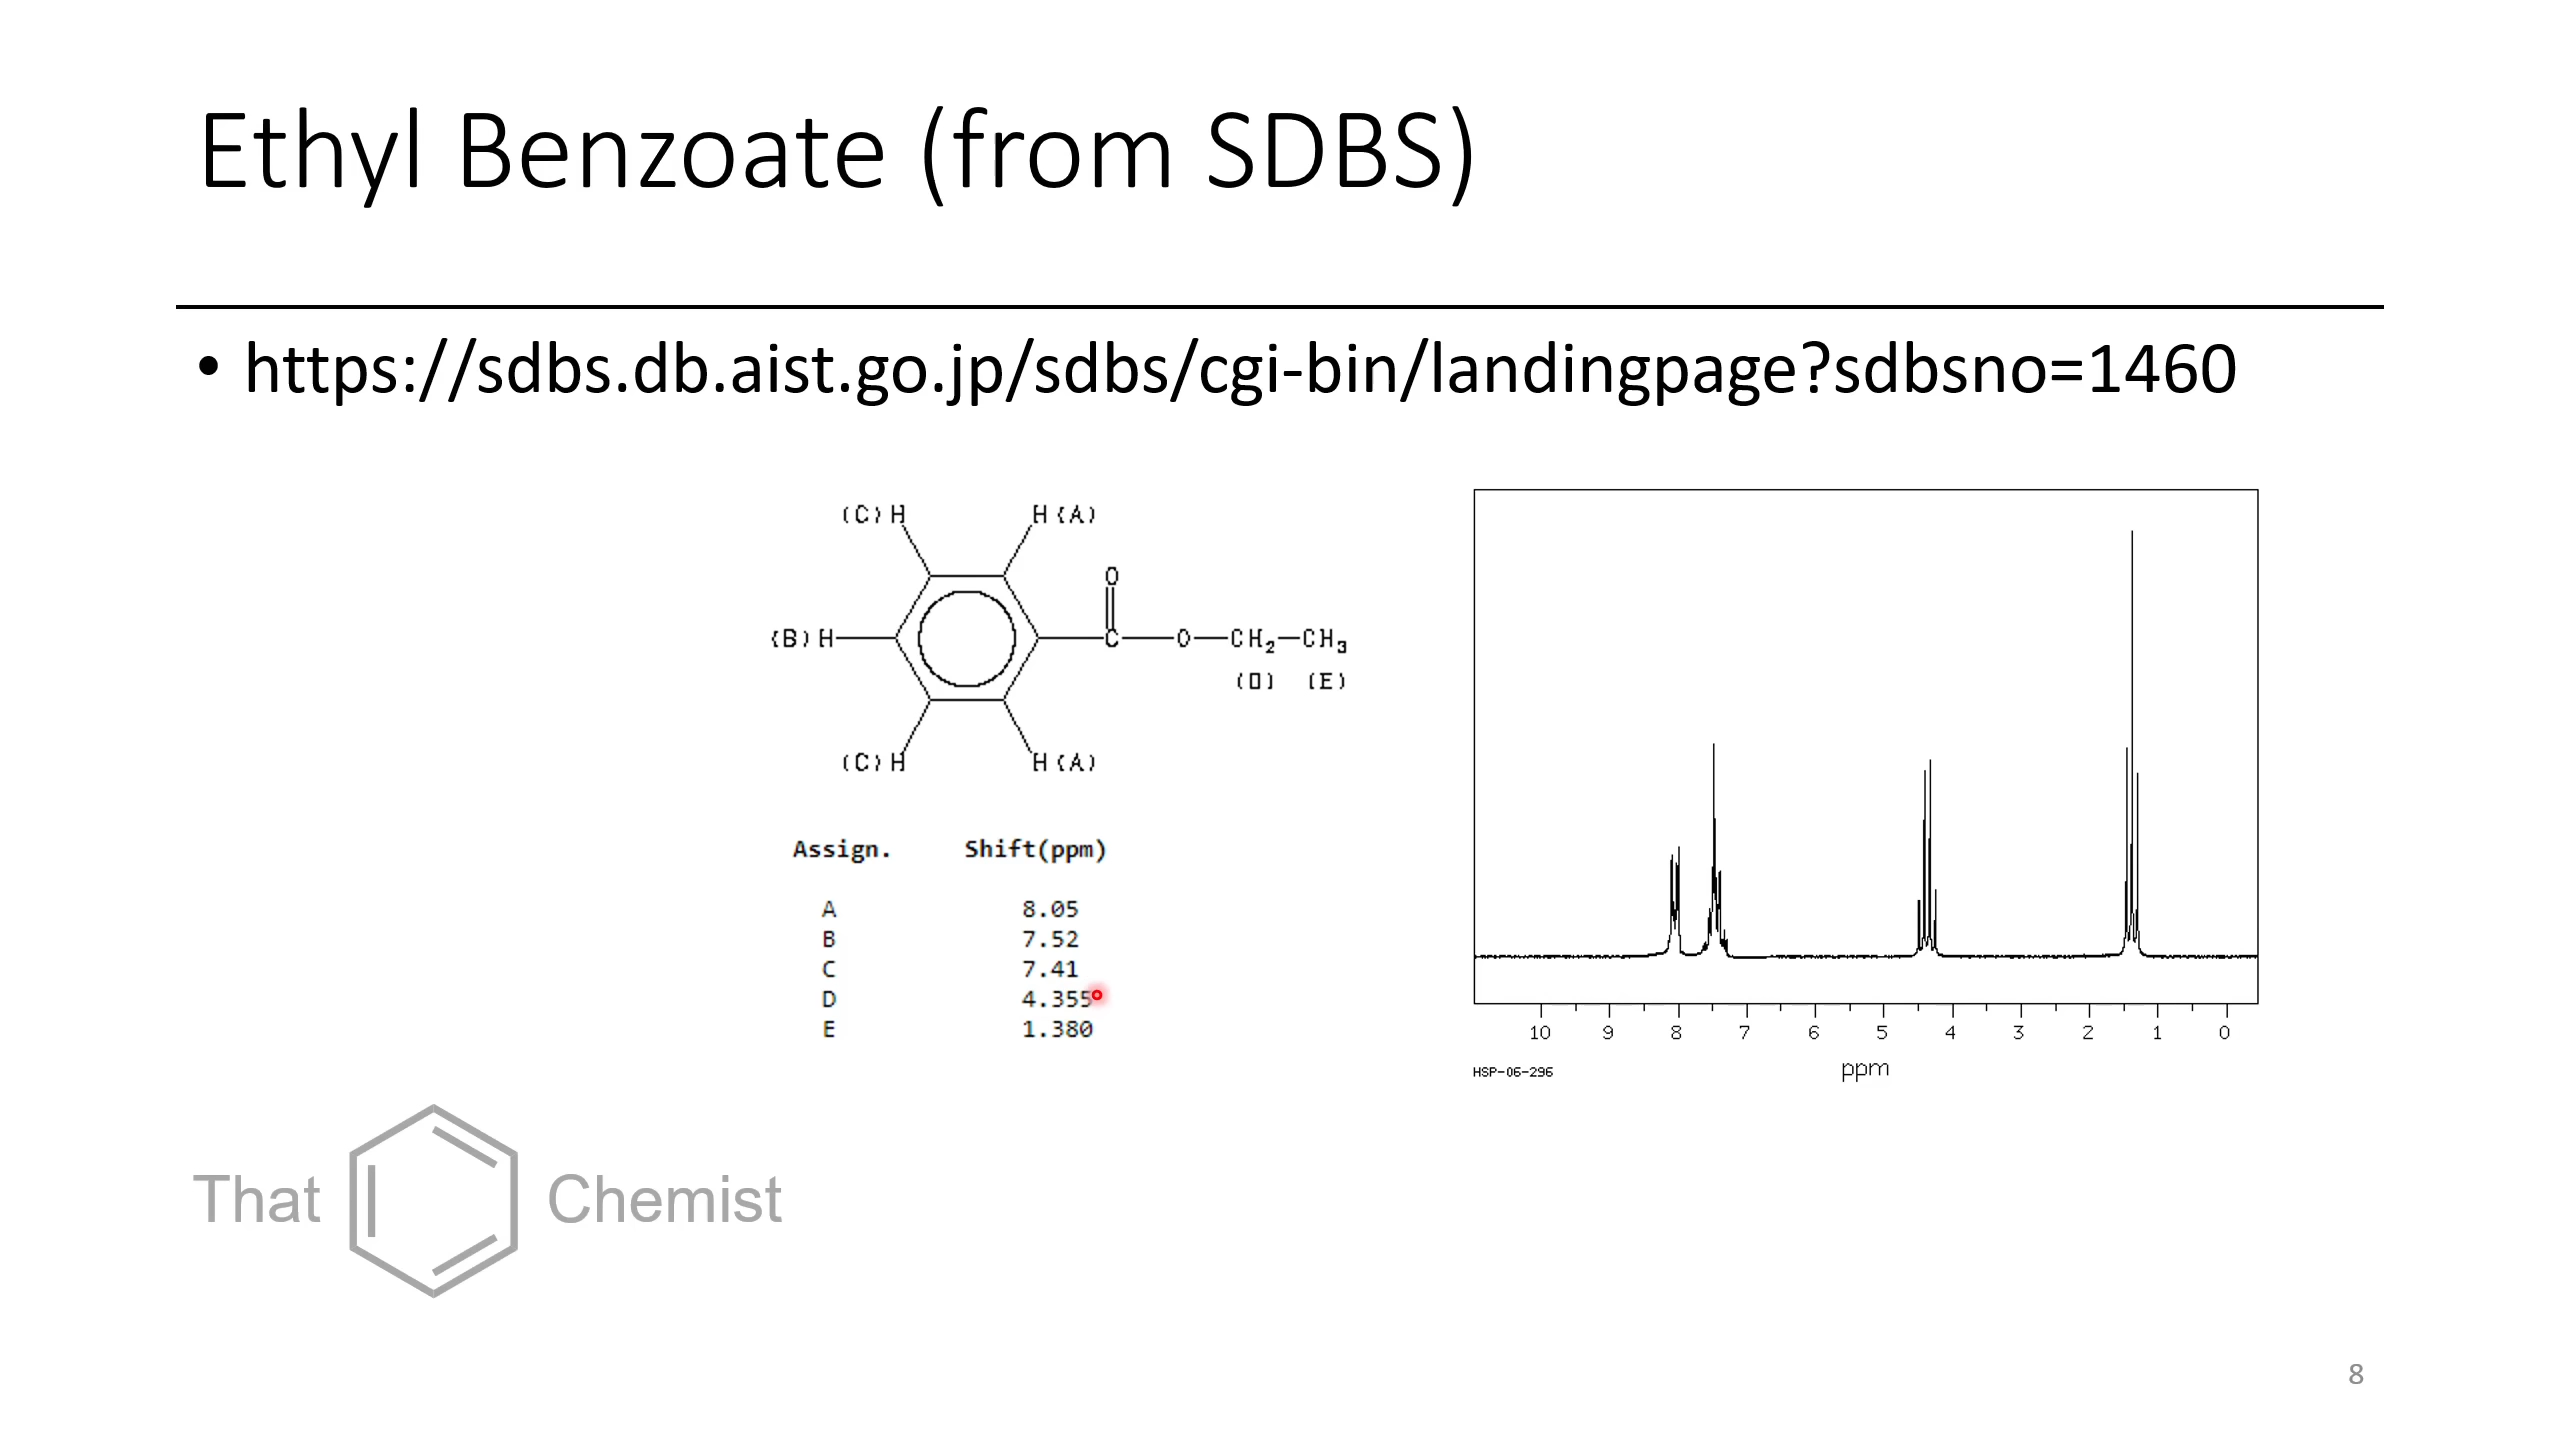 Ethyl Benzoate (from SDBS)
• https://sdbs.db.aist.go.jp/sdbs/cgi-bin/landingpage?sdbsno=1460
(C) H H (A)
O
(B) H C O CH2 CH3
(D) (E)
(C) H H (A)
Assign. Shift(ppm)
A 8.05
B 7.52
C 7.41
D 4.355
E 1.380
10 9 8 7 6 5 4 3 2 1 0
ppm
HSP-06-296
That Chemist
8